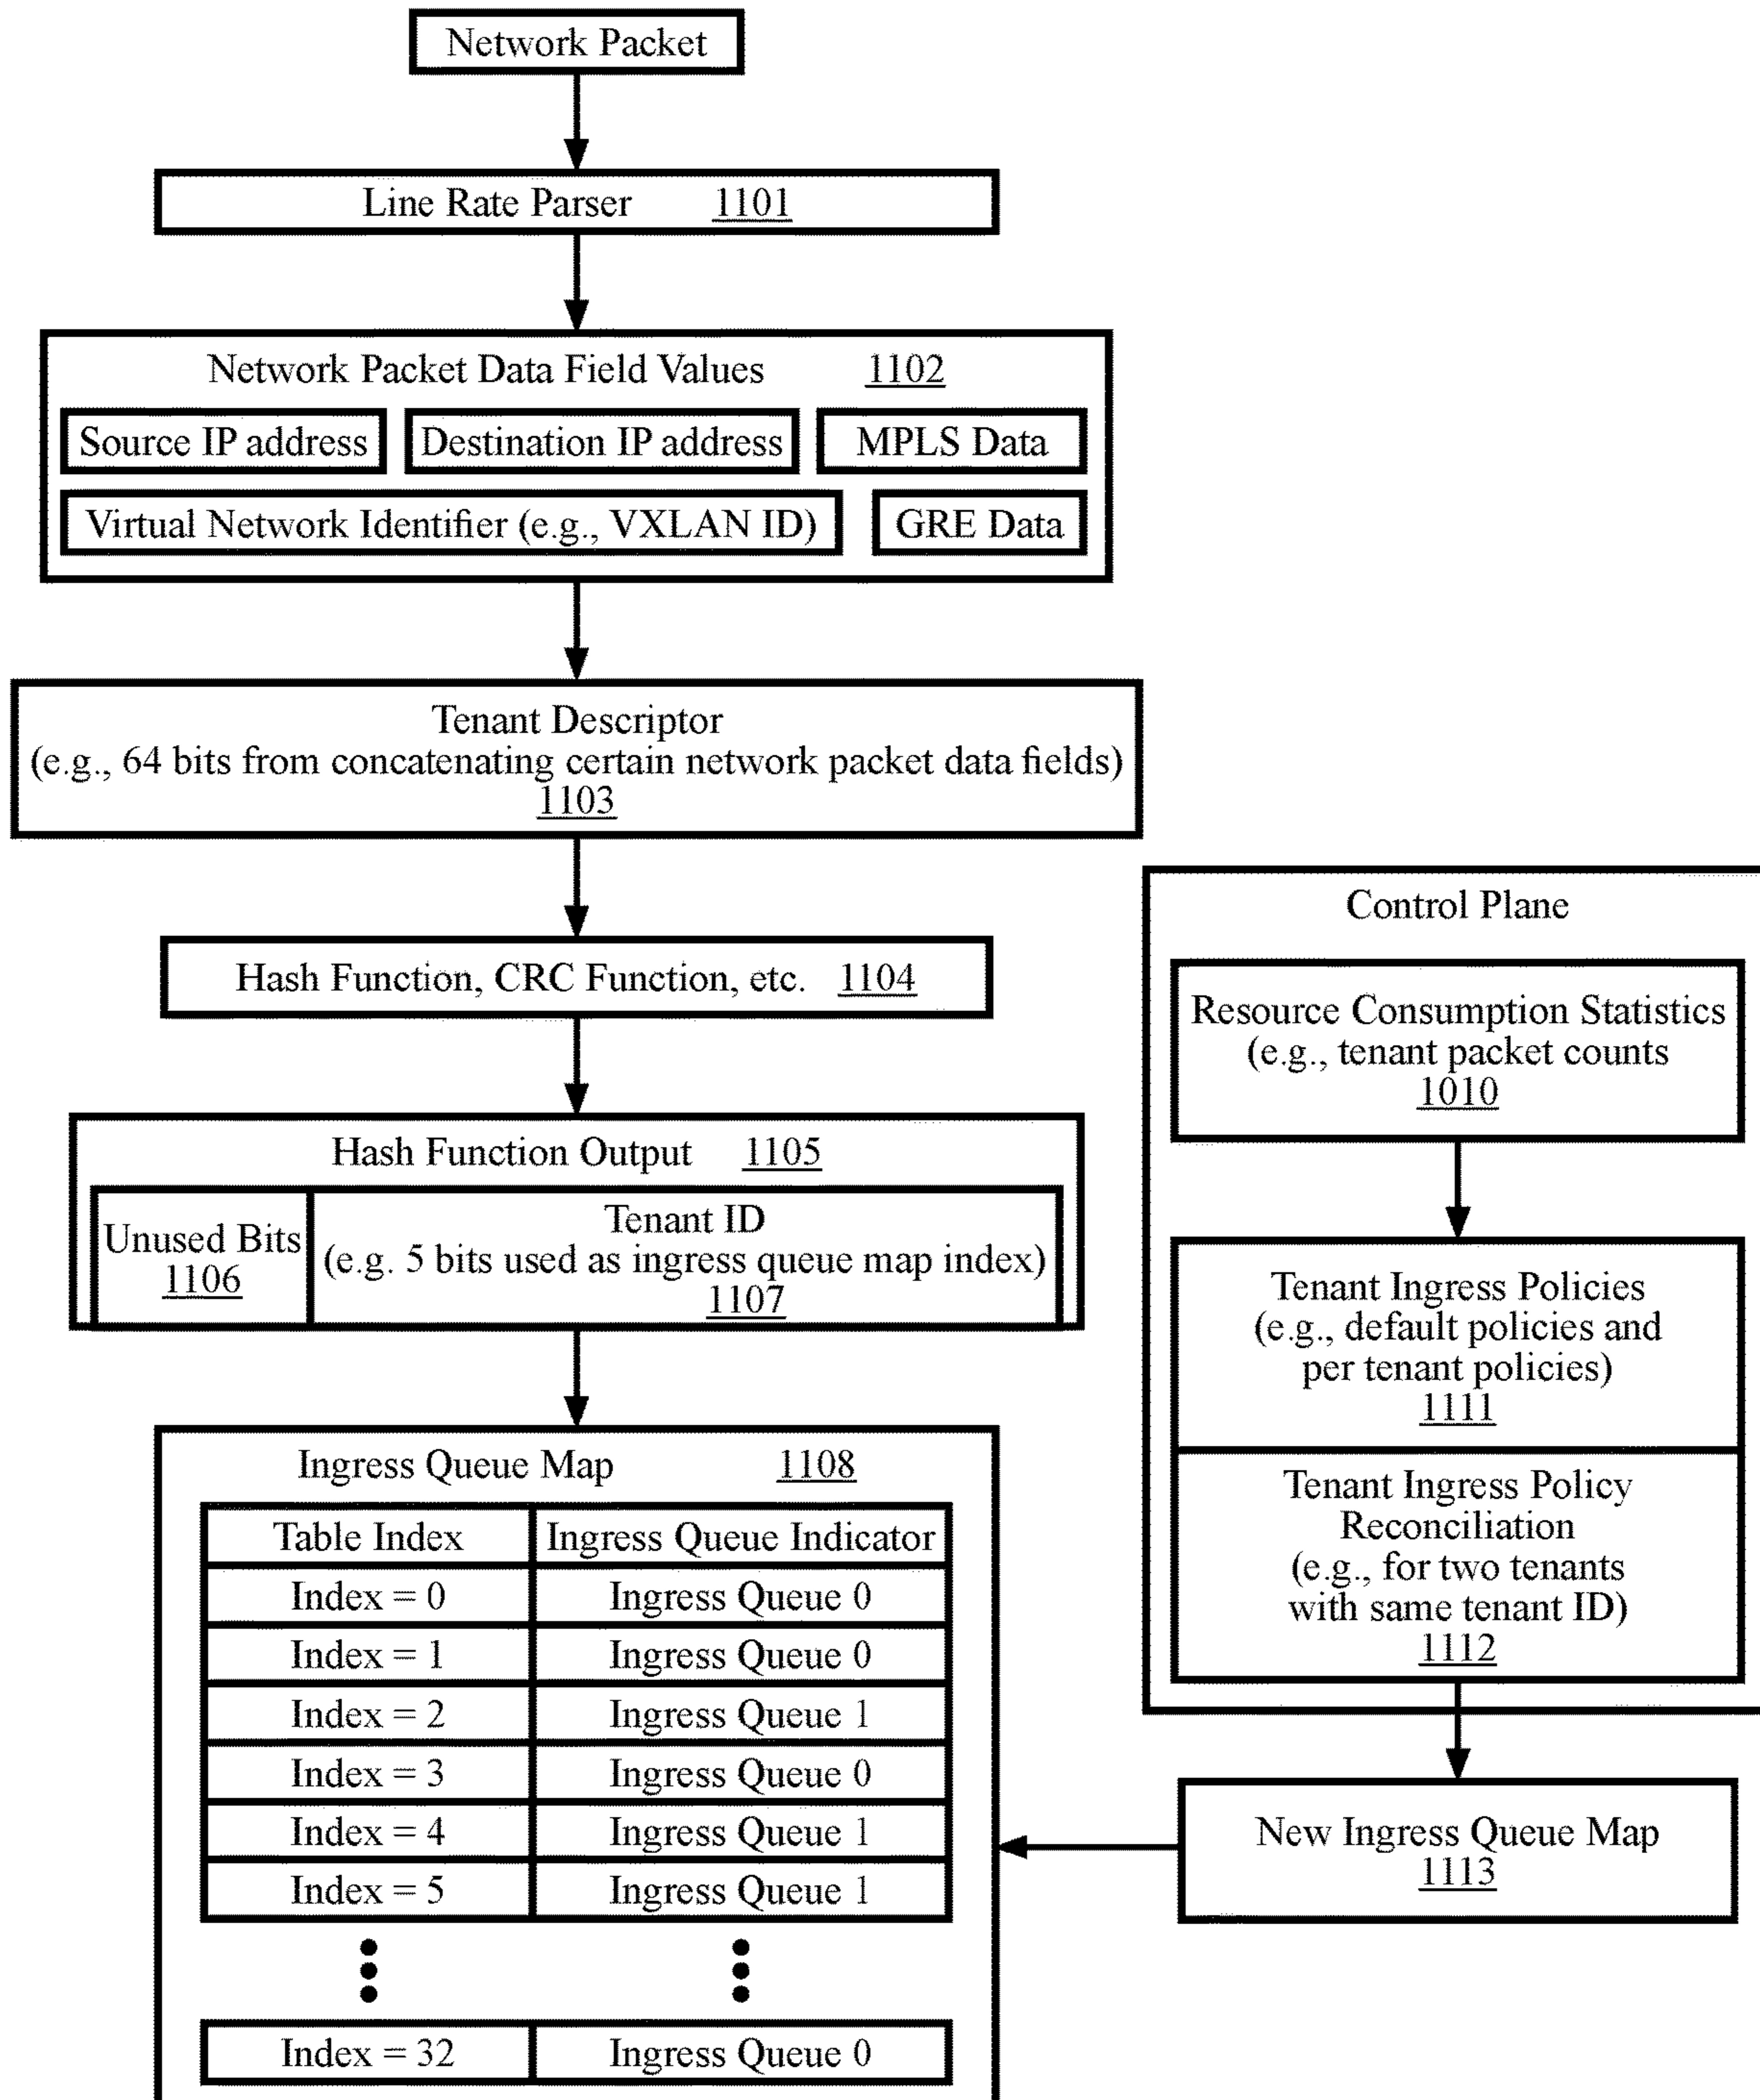 Network Packet
Line Rate Parser 1101
Network Packet Data Field Values 1102
Source IP address
Destination IP address
MPLS Data
Virtual Network Identifier (e.g., VXLAN ID)
GRE Data
Tenant Descriptor
(e.g., 64 bits from concatenating certain network packet data fields)
1103
Hash Function, CRC Function, etc. 1104
Hash Function Output 1105
Unused Bits
1106
Tenant ID
(e.g. 5 bits used as ingress queue map index)
1107
Ingress Queue Map 1108
Table Index Ingress Queue Indicator
Index = 0 Ingress Queue 0
Index = 1 Ingress Queue 0
Index = 2 Ingress Queue 1
Index = 3 Ingress Queue 0
Index = 4 Ingress Queue 1
Index = 5 Ingress Queue 1
Index = 32 Ingress Queue 0
Control Plane
Resource Consumption Statistics
(e.g., tenant packet counts
1010
Tenant Ingress Policies
(e.g., default policies and
per tenant policies)
1111
Tenant Ingress Policy
Reconciliation
(e.g., for two tenants
with same tenant ID)
1112
New Ingress Queue Map
1113